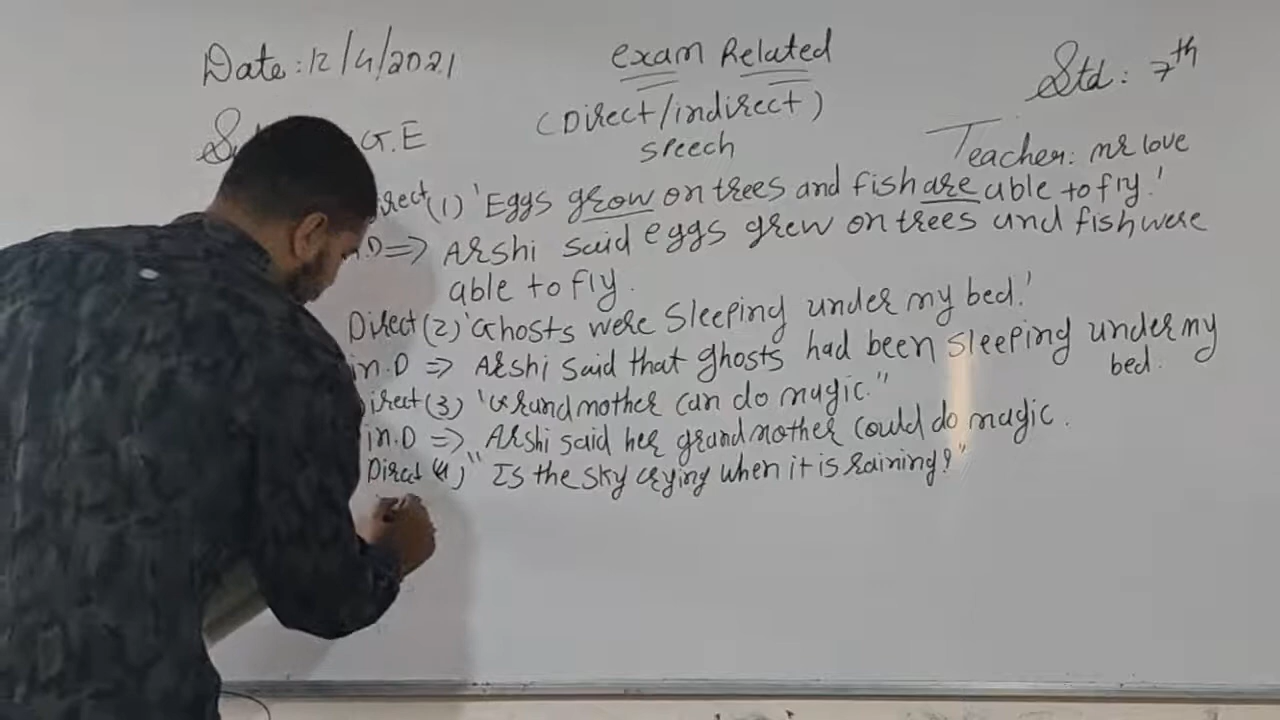 Date: 12/4/2021
exam Related
Std: 7th
G.E
(Direct/indirect)
speech
Teacher: mr love
(1) 'Eggs grow on trees and fish are able to fly.'
D => Arshi said eggs grew on trees and fish were
able to fly.
Direct (2) 'Ghosts were sleeping under my bed.'
in.D => Arshi said that ghosts had been sleeping under my
bed.
Direct (3) "Grandmother can do magic."
in.D => Arshi said her grandmother could do magic.
Direct (4) "Is the sky crying when it is raining?"